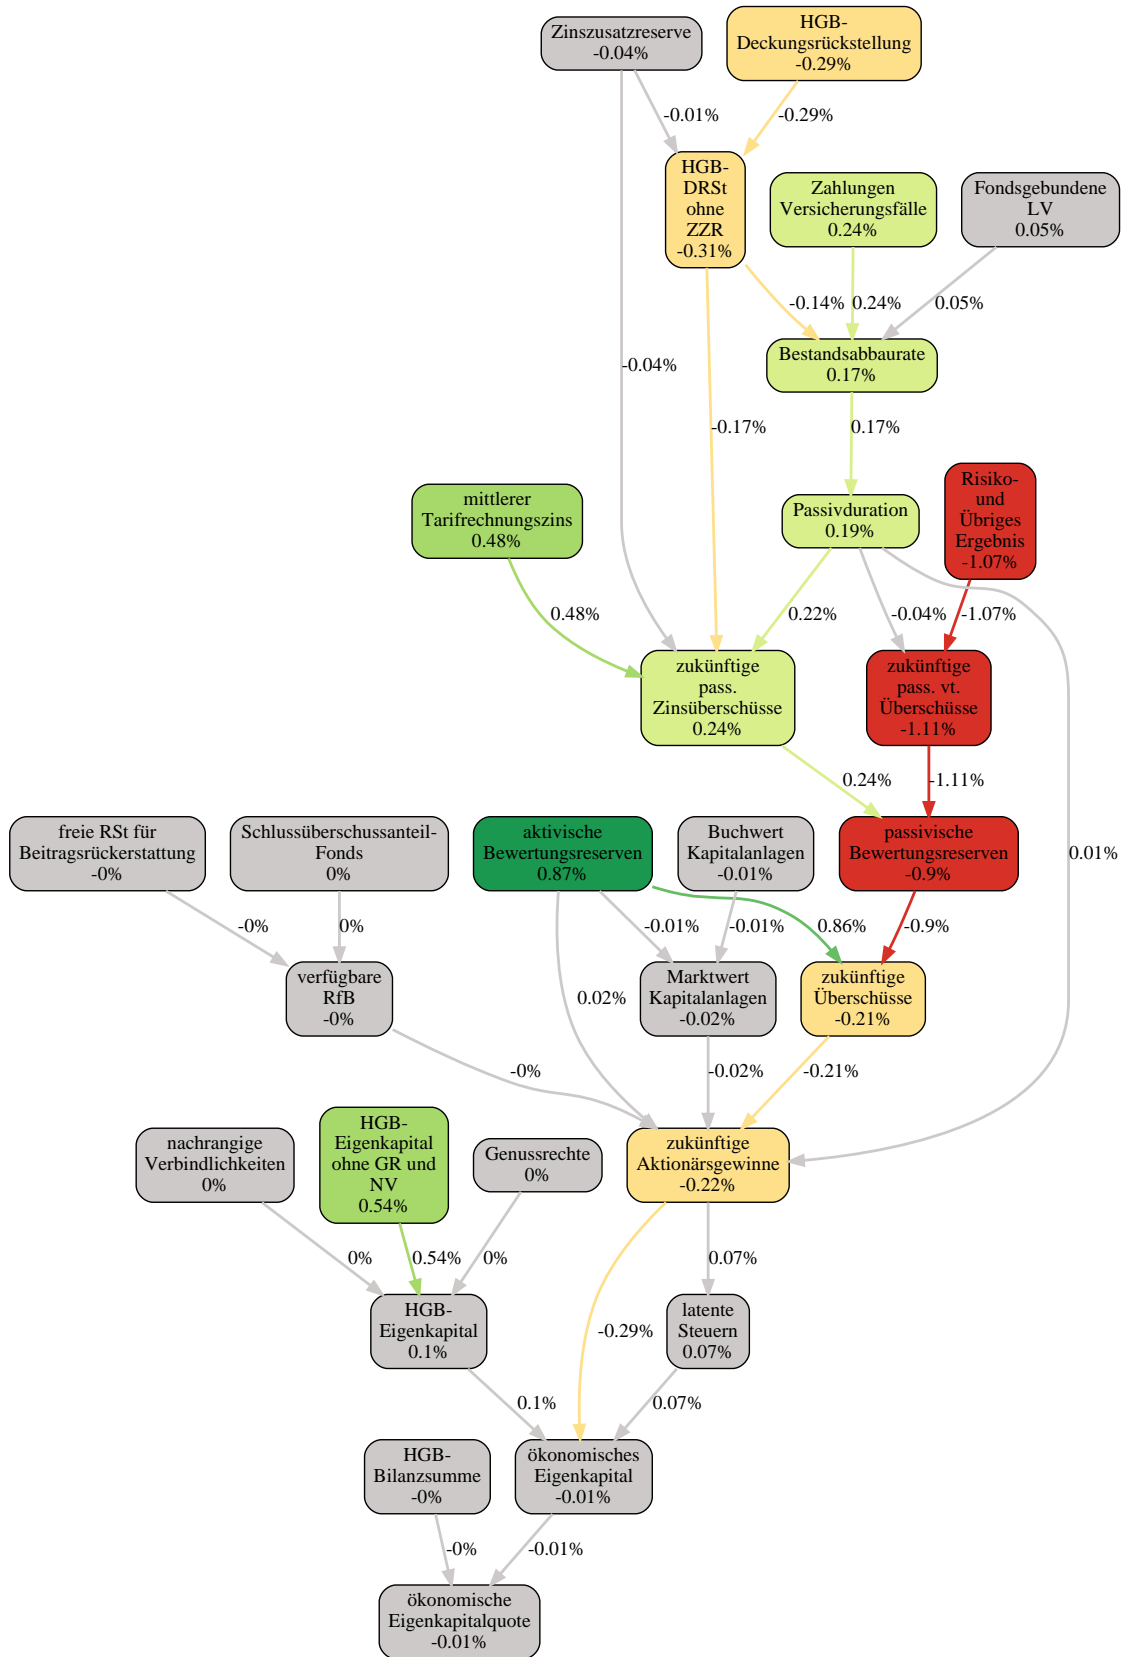 Zinszusatzreserve
-0.04%
HGB-
Deckungsrückstellung
-0.29%
-0.01%
-0.29%
HGB-
DRSt
ohne
ZZR
-0.31%
Zahlungen
Versicherungsfälle
0.24%
Fondsgebundene
LV
0.05%
-0.14%
0.24%
0.05%
Bestandsabbaurate
0.17%
-0.04%
-0.17%
0.17%
mittlerer
Tarifrechnungszins
0.48%
Passivduration
0.19%
Risiko-
und
Übriges
Ergebnis
-1.07%
0.48%
0.22%
-0.04%
-1.07%
zukünftige
pass.
Zinsüberschüsse
0.24%
zukünftige
pass. vt.
Überschüsse
-1.11%
0.24%
-1.11%
freie RSt für
Beitragsrückerstattung
-0%
Schlussüberschussanteil-
Fonds
0%
aktivische
Bewertungsreserven
0.87%
Buchwert
Kapitalanlagen
-0.01%
passivische
Bewertungsreserven
-0.9%
0.01%
-0%
0%
-0.01%
-0.01%
0.86%
-0.9%
verfügbare
RfB
-0%
0.02%
Marktwert
Kapitalanlagen
-0.02%
zukünftige
Überschüsse
-0.21%
-0%
-0.02%
-0.21%
nachrangige
Verbindlichkeiten
0%
HGB-
Eigenkapital
ohne GR und
NV
0.54%
Genussrechte
0%
zukünftige
Aktionärsgewinne
-0.22%
0%
0.54%
0%
0.07%
HGB-
Eigenkapital
0.1%
-0.29%
latente
Steuern
0.07%
0.1%
0.07%
HGB-
Bilanzsumme
-0%
ökonomisches
Eigenkapital
-0.01%
-0%
-0.01%
ökonomische
Eigenkapitalquote
-0.01%